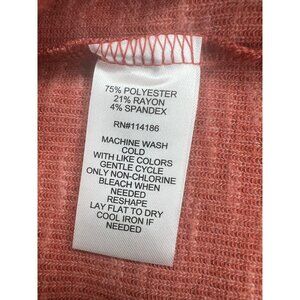 75% POLYESTER
21% RAYON
4% SPANDEX
RN#114186
MACHINE WASH
COLD
WITH LIKE COLORS
GENTLE CYCLE
ONLY NON-CHLORINE
BLEACH WHEN
NEEDED
RESHAPE
LAY FLAT TO DRY
COOL IRON IF
NEEDED